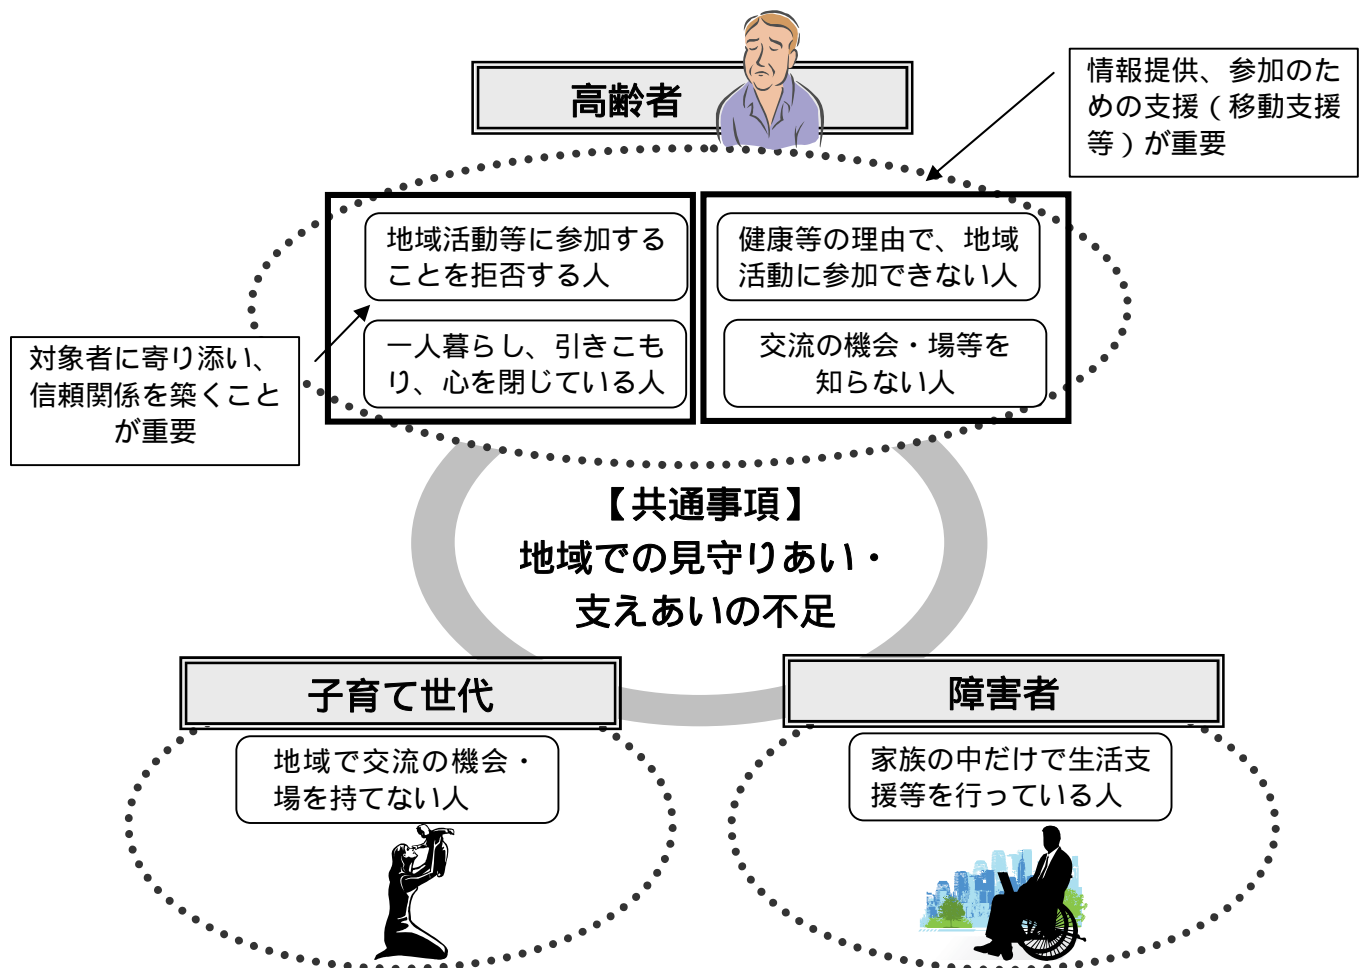 高齢者
情報提供、参加のた
めの支援(移動支援
等)が重要
地域活動等に参加する
ことを拒否する人
健康等の理由で、地域
活動に参加できない人
一人暮らし、引きこも
り、心を閉じている人
交流の機会・場等を
知らない人
対象者に寄り添い、
信頼関係を築くこと
が重要
【共通事項】
地域での見守りあい・
支えあいの不足
子育て世代
地域で交流の機会・
場を持てない人
障害者
家族の中だけで生活支
援等を行っている人